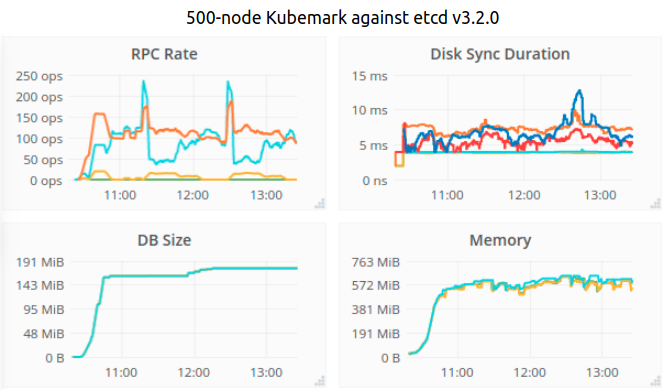 500-node Kubemark against etcd v3.2.0
RPC Rate
250 ops
200 ops
150 ops
100 ops
50 ops
0 ops
11:00 12:00 13:00
Disk Sync Duration
15 ms
10 ms
5 ms
0 ns
11:00 12:00 13:00
DB Size
191 MiB
143 MiB
95 MiB
48 MiB
0 B
11:00 12:00 13:00
Memory
763 MiB
572 MiB
381 MiB
191 MiB
0 B
11:00 12:00 13:00